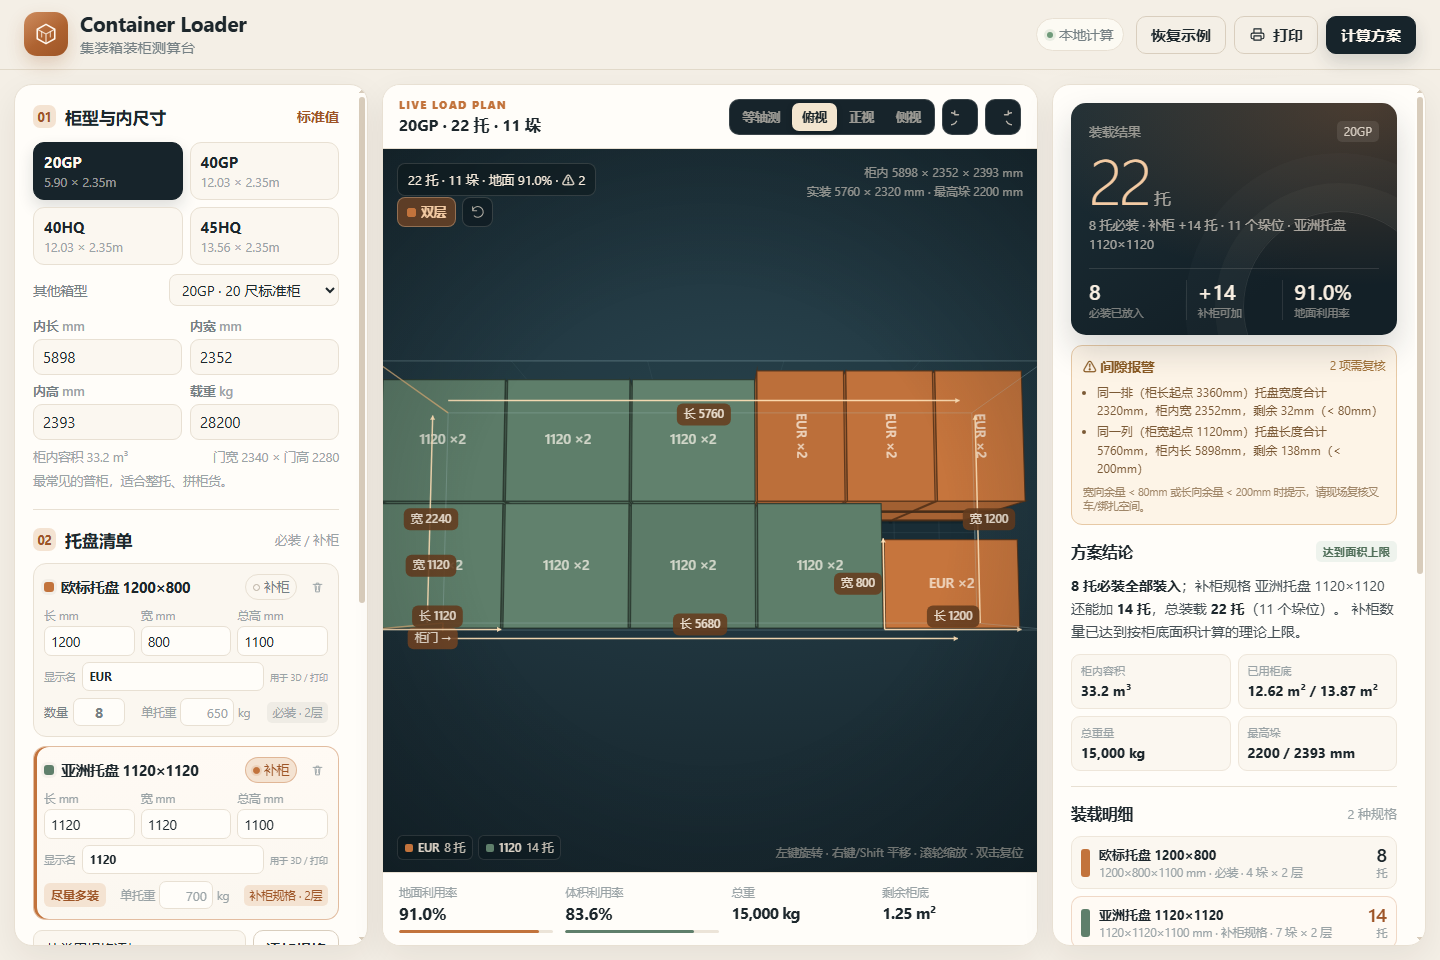 Container Loader
集装箱装柜测算台
本地计算
恢复示例
打印
计算方案
01 柜型与内尺寸 标准值
20GP
5.90 × 2.35m
40GP
12.03 × 2.35m
40HQ
12.03 × 2.35m
45HQ
13.56 × 2.35m
其他箱型 20GP · 20 尺标准柜
内长 mm 内宽 mm
5898 2352
内高 mm 载重 kg
2393 28200
柜内容积 33.2 m³ 门宽 2340 × 门高 2280
最常见的普柜，适合整托、拼柜货。
02 托盘清单 必装 / 补柜
欧标托盘 1200×800 补柜
长 mm 宽 mm 总高 mm
1200 800 1100
显示名 EUR 用于 3D / 打印
数量 8 单托重 650 kg 必装 · 2层
亚洲托盘 1120×1120 补柜
长 mm 宽 mm 总高 mm
1120 1120 1100
显示名 1120 用于 3D / 打印
尽量多装 单托重 700 kg 补柜规格 · 2层
LIVE LOAD PLAN
20GP · 22 托 · 11 垛
等轴测 俯视 正视 侧视
22 托 · 11 垛 · 地面 91.0% · ⚠ 2
双层
柜内 5898 × 2352 × 2393 mm
实装 5760 × 2320 mm · 最高垛 2200 mm
长 5760
1120 ×2
1120 ×2
1120 ×2
EUR ×2
EUR ×2
EUR ×2
宽 2240
宽 1200
宽 1120
2
1120 ×2
1120 ×2
1120 ×2
宽 800
EUR ×2
长 1120
长 5680
长 1200
柜门 →
EUR 8 托
1120 14 托
左键旋转 · 右键/Shift 平移 · 滚轮缩放 · 双击复位
地面利用率
91.0%
体积利用率
83.6%
总重
15,000 kg
剩余柜底
1.25 m²
装载结果 20GP
22 托
8 托必装 · 补柜 +14 托 · 11 个垛位 · 亚洲托盘
1120×1120
8
必装已放入
+14
补柜可加
91.0%
地面利用率
间隙报警 2 项需复核
• 同一排（柜长起点 3360mm）托盘宽度合计
2320mm，柜内宽 2352mm，剩余 32mm（< 80mm）
• 同一列（柜宽起点 1120mm）托盘长度合计
5760mm，柜内长 5898mm，剩余 138mm（<
200mm）
宽向余量 < 80mm 或长向余量 < 200mm 时提示，请现场复核叉
车/绑扎空间。
方案结论 达到面积上限
8 托必装全部装入；补柜规格 亚洲托盘 1120×1120
还能加 14 托，总装载 22 托（11 个垛位）。 补柜数
量已达到按柜底面积计算的理论上限。
柜内容积
33.2 m³
已用柜底
12.62 m² / 13.87 m²
总重量
15,000 kg
最高垛
2200 / 2393 mm
装载明细 2 种规格
欧标托盘 1200×800
1200×800×1100 mm · 必装 · 4 垛 × 2 层
8
托
亚洲托盘 1120×1120
1120×1120×1100 mm · 补柜规格 · 7 垛 × 2 层
14
托